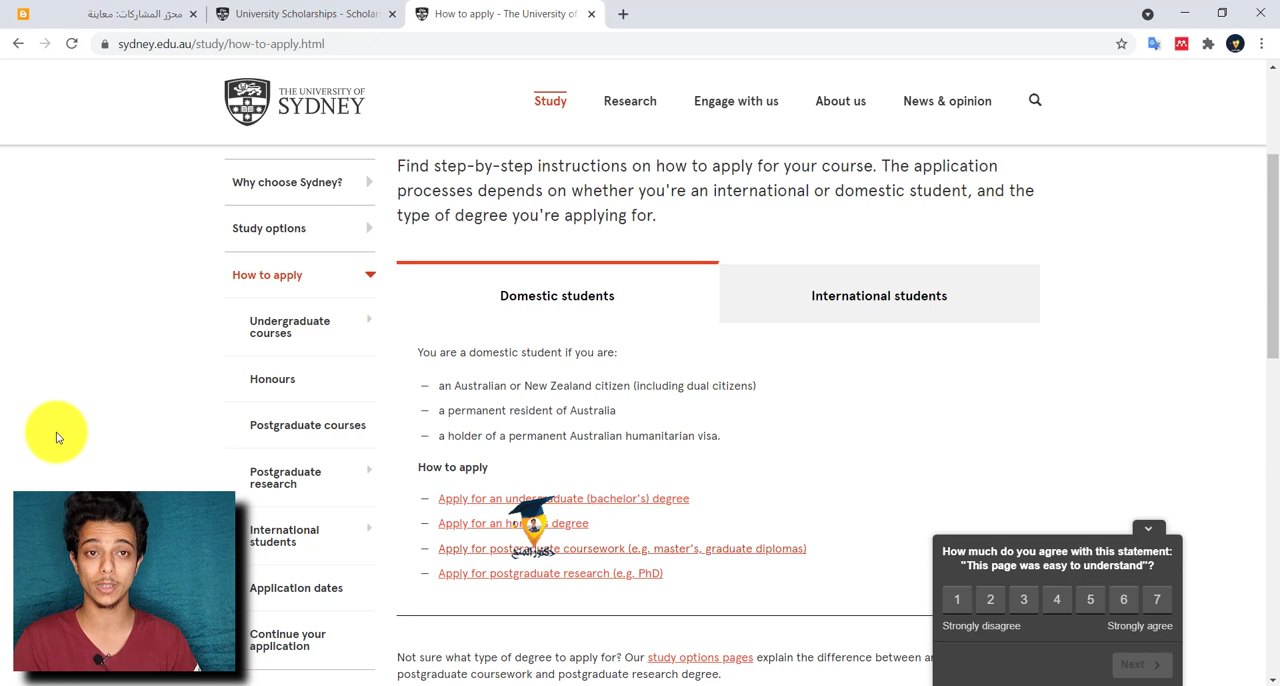 محرّر المشاركات: معاينة
University Scholarships - Scholar
How to apply - The University of
sydney.edu.au/study/how-to-apply.html
THE UNIVERSITY OF
SYDNEY
Study
Research
Engage with us
About us
News & opinion
Why choose Sydney?
Study options
How to apply
Undergraduate
courses
Honours
Postgraduate courses
Postgraduate
research
International
students
Application dates
Continue your
application
Find step-by-step instructions on how to apply for your course. The application
processes depends on whether you're an international or domestic student, and the
type of degree you're applying for.
Domestic students
International students
You are a domestic student if you are:
– an Australian or New Zealand citizen (including dual citizens)
– a permanent resident of Australia
– a holder of a permanent Australian humanitarian visa.
How to apply
– Apply for an undergraduate (bachelor's) degree
– Apply for an honours degree
– Apply for postgraduate coursework (e.g. master's, graduate diplomas)
– Apply for postgraduate research (e.g. PhD)
Not sure what type of degree to apply for? Our study options pages explain the difference between
postgraduate coursework and postgraduate research degree.
How much do you agree with this statement:
"This page was easy to understand"?
1 2 3 4 5 6 7
Strongly disagree
Strongly agree
Next
دكتور المنح